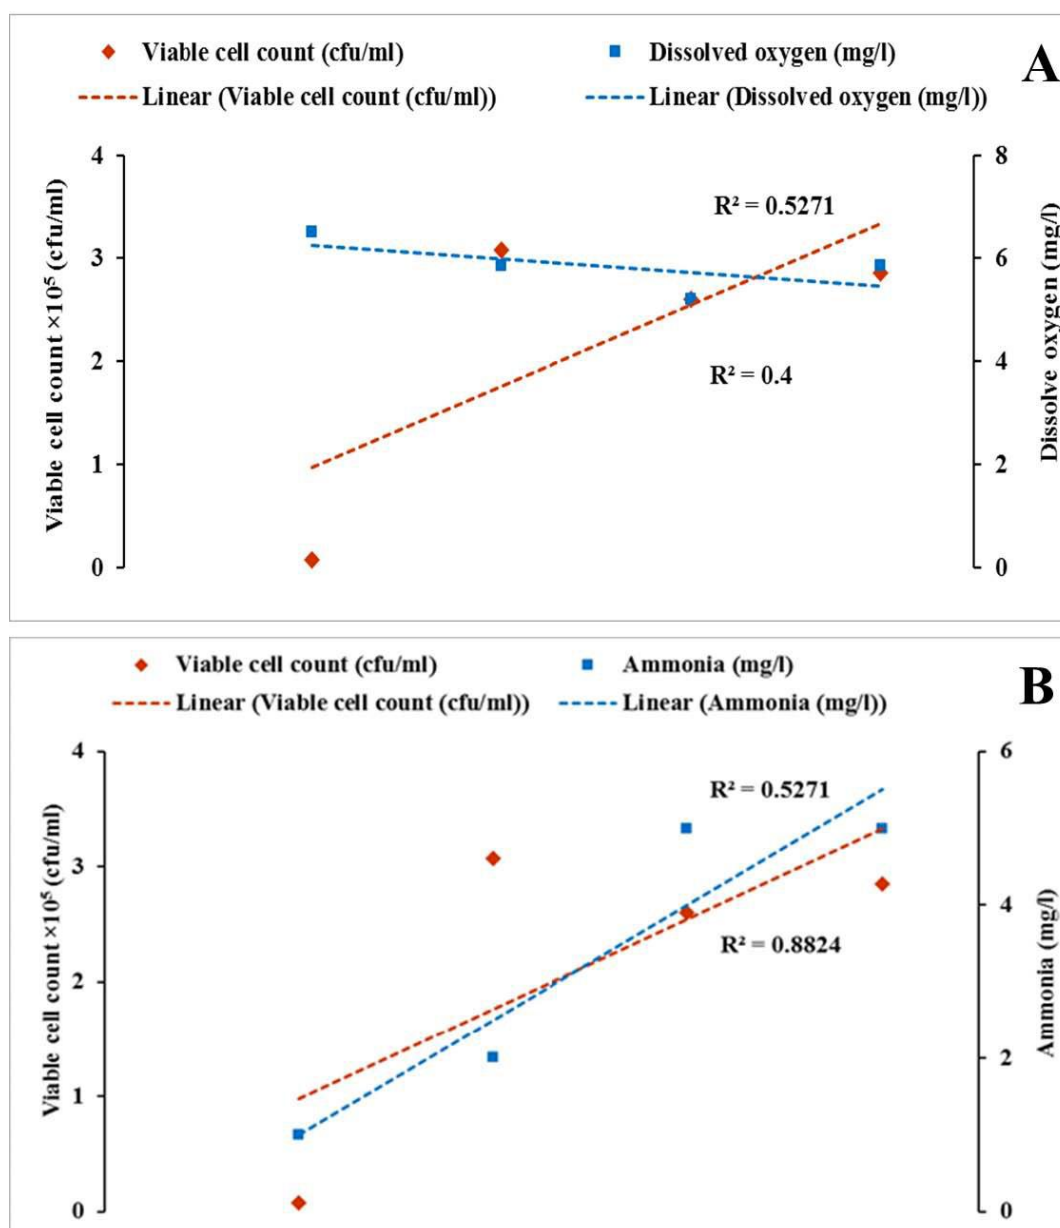 Viable cell count (cfu/ml) Dissolved oxygen (mg/l)
Linear (Viable cell count (cfu/ml)) Linear (Dissolved oxygen (mg/l))
A
Viable cell count ×10⁵ (cfu/ml)
4
3
2
1
0
R² = 0.5271
R² = 0.4
8
6
4
2
0
Dissolve oxygen (mg/l)
Viable cell count (cfu/ml) Ammonia (mg/l)
Linear (Viable cell count (cfu/ml)) Linear (Ammonia (mg/l))
B
Viable cell count ×10⁵ (cfu/ml)
4
3
2
1
0
R² = 0.5271
R² = 0.8824
6
4
2
0
Ammonia (mg/l)